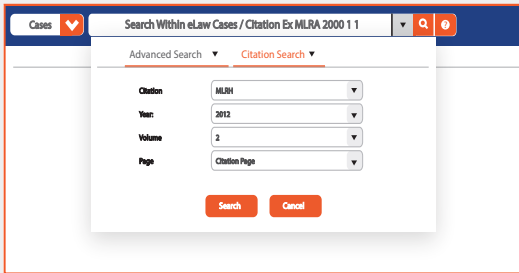 Cases Search Within eLaw Cases / Citation Ex MLRA 2000 1 1
Advanced Search Citation Search
Citation MLRH
Year: 2012
Volume 2
Page Citation Page
Search Cancel